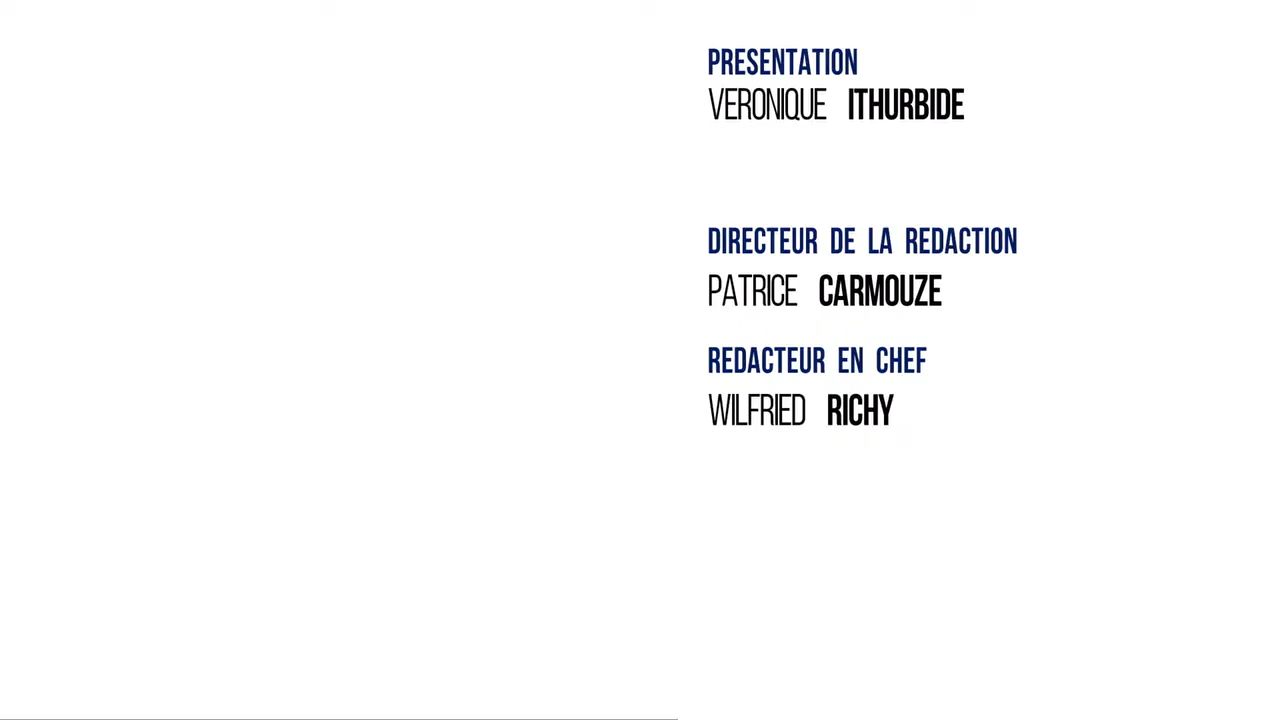 PRESENTATION
VERONIQUE ITHURBIDE
DIRECTEUR DE LA REDACTION
PATRICE CARMOUZE
REDACTEUR EN CHEF
WILFRIED RICHY